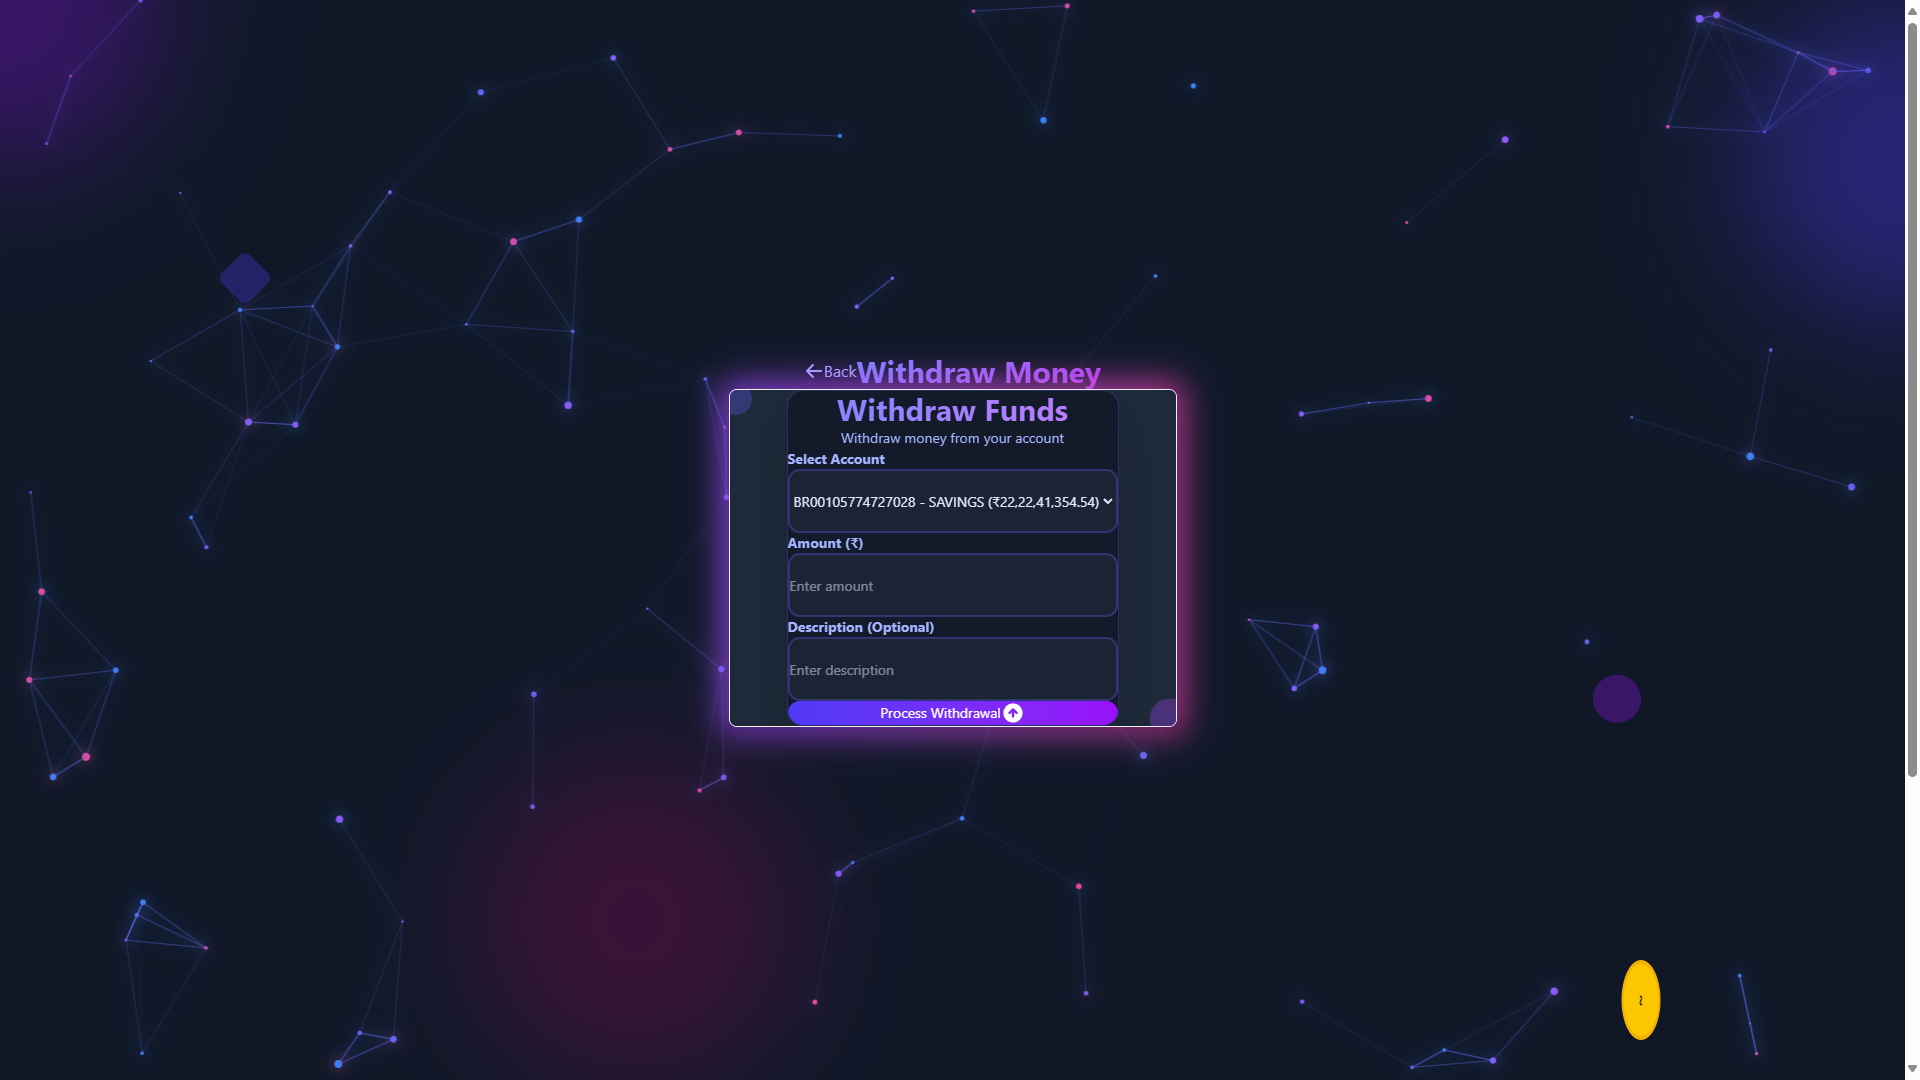 Back Withdraw Money
Withdraw Funds
Withdraw money from your account
Select Account
BR00105774727028 - SAVINGS (₹22,22,41,354.54)
Amount (₹)
Enter amount
Description (Optional)
Enter description
Process Withdrawal